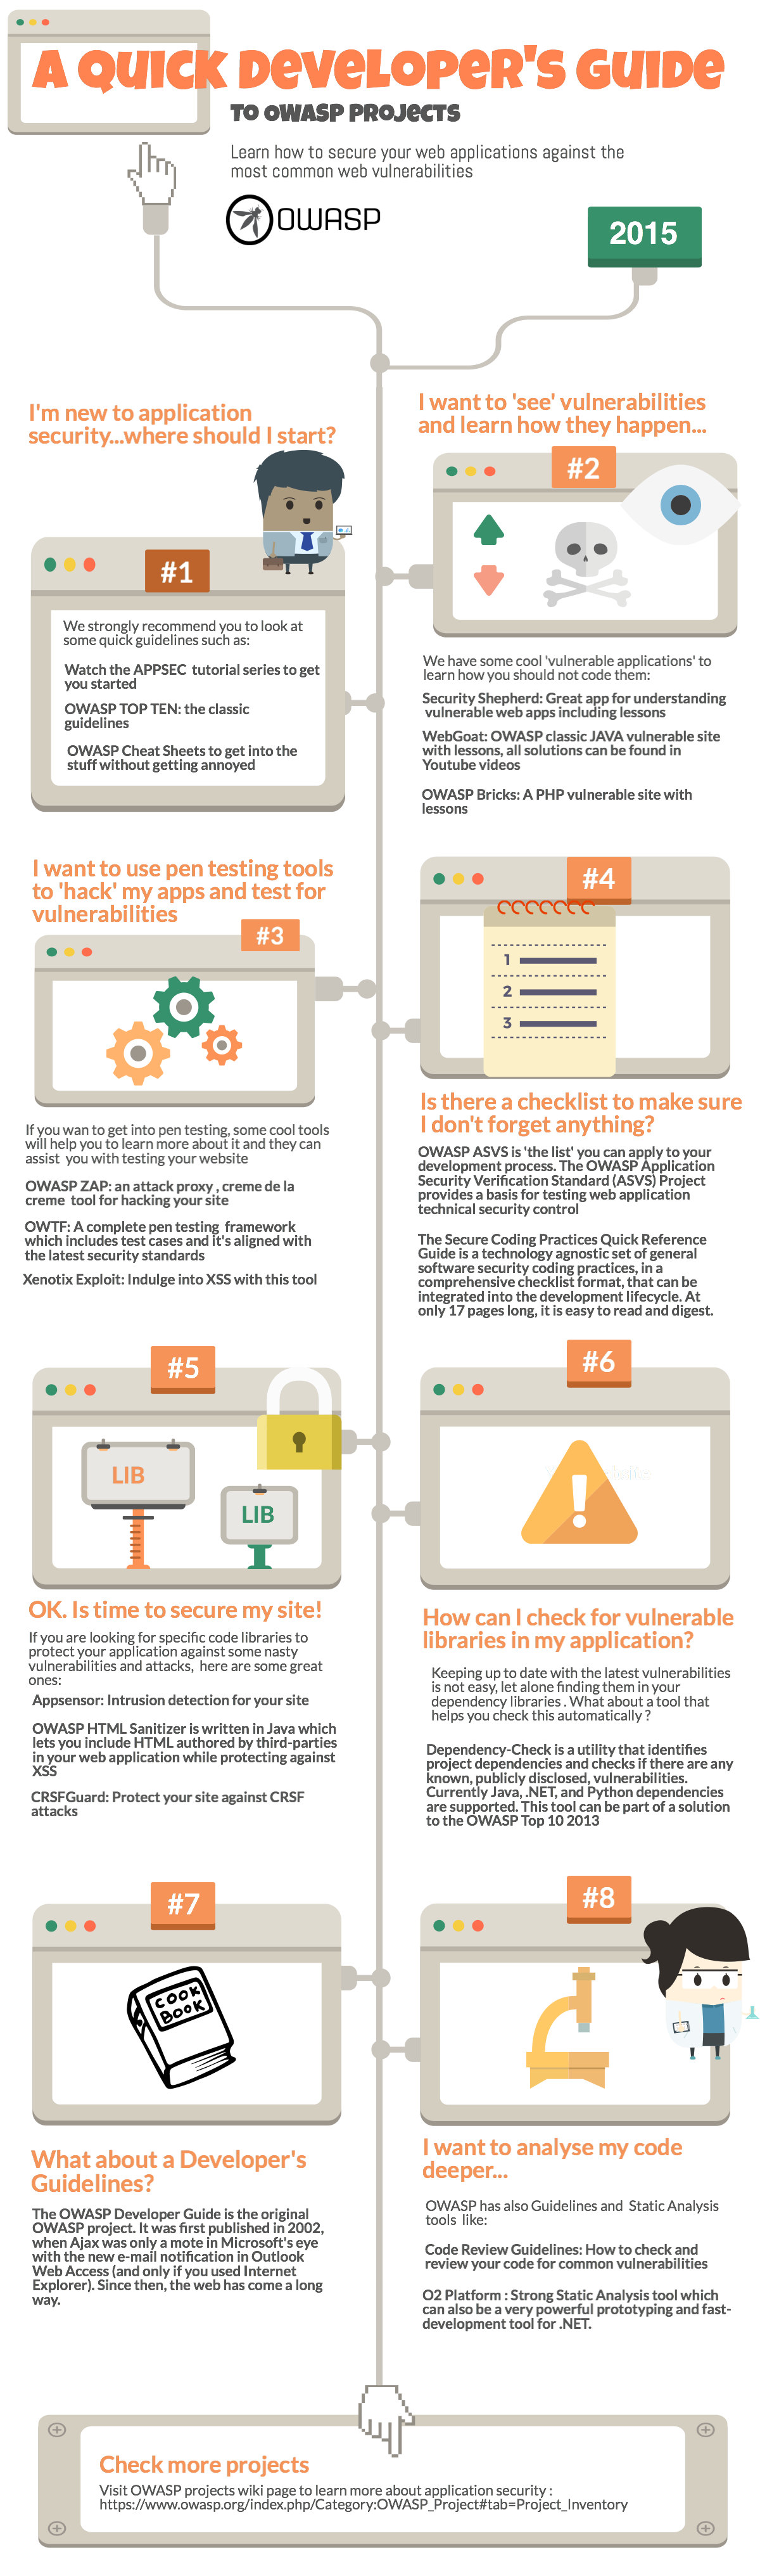 A QUICK DEVELOPER'S GUIDE
TO OWASP PROJECTS
Learn how to secure your web applications against the
most common web vulnerabilities
OWASP
2015
I'm new to application
security...where should I start?
#1
We strongly recommend you to look at
some quick guidelines such as:
Watch the APPSEC tutorial series to get
you started
OWASP TOP TEN: the classic
guidelines
OWASP Cheat Sheets to get into the
stuff without getting annoyed
I want to 'see' vulnerabilities
and learn how they happen...
#2
We have some cool 'vulnerable applications' to
learn how you should not code them:
Security Shepherd: Great app for understanding
vulnerable web apps including lessons
WebGoat: OWASP classic JAVA vulnerable site
with lessons, all solutions can be found in
Youtube videos
OWASP Bricks: A PHP vulnerable site with
lessons
I want to use pen testing tools
to 'hack' my apps and test for
vulnerabilities
#3
If you wan to get into pen testing, some cool tools
will help you to learn more about it and they can
assist you with testing your website
OWASP ZAP: an attack proxy , creme de la
creme tool for hacking your site
OWTF: A complete pen testing framework
which includes test cases and it's aligned with
the latest security standards
Xenotix Exploit: Indulge into XSS with this tool
#4
1
2
3
Is there a checklist to make sure
I don't forget anything?
OWASP ASVS is 'the list' you can apply to your
development process. The OWASP Application
Security Verification Standard (ASVS) Project
provides a basis for testing web application
technical security control
The Secure Coding Practices Quick Reference
Guide is a technology agnostic set of general
software security coding practices, in a
comprehensive checklist format, that can be
integrated into the development lifecycle. At
only 17 pages long, it is easy to read and digest.
#5
LIB
LIB
OK. Is time to secure my site!
If you are looking for specific code libraries to
protect your application against some nasty
vulnerabilities and attacks, here are some great
ones:
Appsensor: Intrusion detection for your site
OWASP HTML Sanitizer is written in Java which
lets you include HTML authored by third-parties
in your web application while protecting against
XSS
CRSFGuard: Protect your site against CRSF
attacks
#6
How can I check for vulnerable
libraries in my application?
Keeping up to date with the latest vulnerabilities
is not easy, let alone finding them in your
dependency libraries . What about a tool that
helps you check this automatically ?
Dependency-Check is a utility that identifies
project dependencies and checks if there are any
known, publicly disclosed, vulnerabilities.
Currently Java, .NET, and Python dependencies
are supported. This tool can be part of a solution
to the OWASP Top 10 2013
#7
COOK
BOOK
What about a Developer's
Guidelines?
The OWASP Developer Guide is the original
OWASP project. It was first published in 2002,
when Ajax was only a mote in Microsoft's eye
with the new e-mail notification in Outlook
Web Access (and only if you used Internet
Explorer). Since then, the web has come a long
way.
#8
I want to analyse my code
deeper...
OWASP has also Guidelines and Static Analysis
tools like:
Code Review Guidelines: How to check and
review your code for common vulnerabilities
O2 Platform : Strong Static Analysis tool which
can also be a very powerful prototyping and fast-
development tool for .NET.
Check more projects
Visit OWASP projects wiki page to learn more about application security :
https://www.owasp.org/index.php/Category:OWASP_Project#tab=Project_Inventory